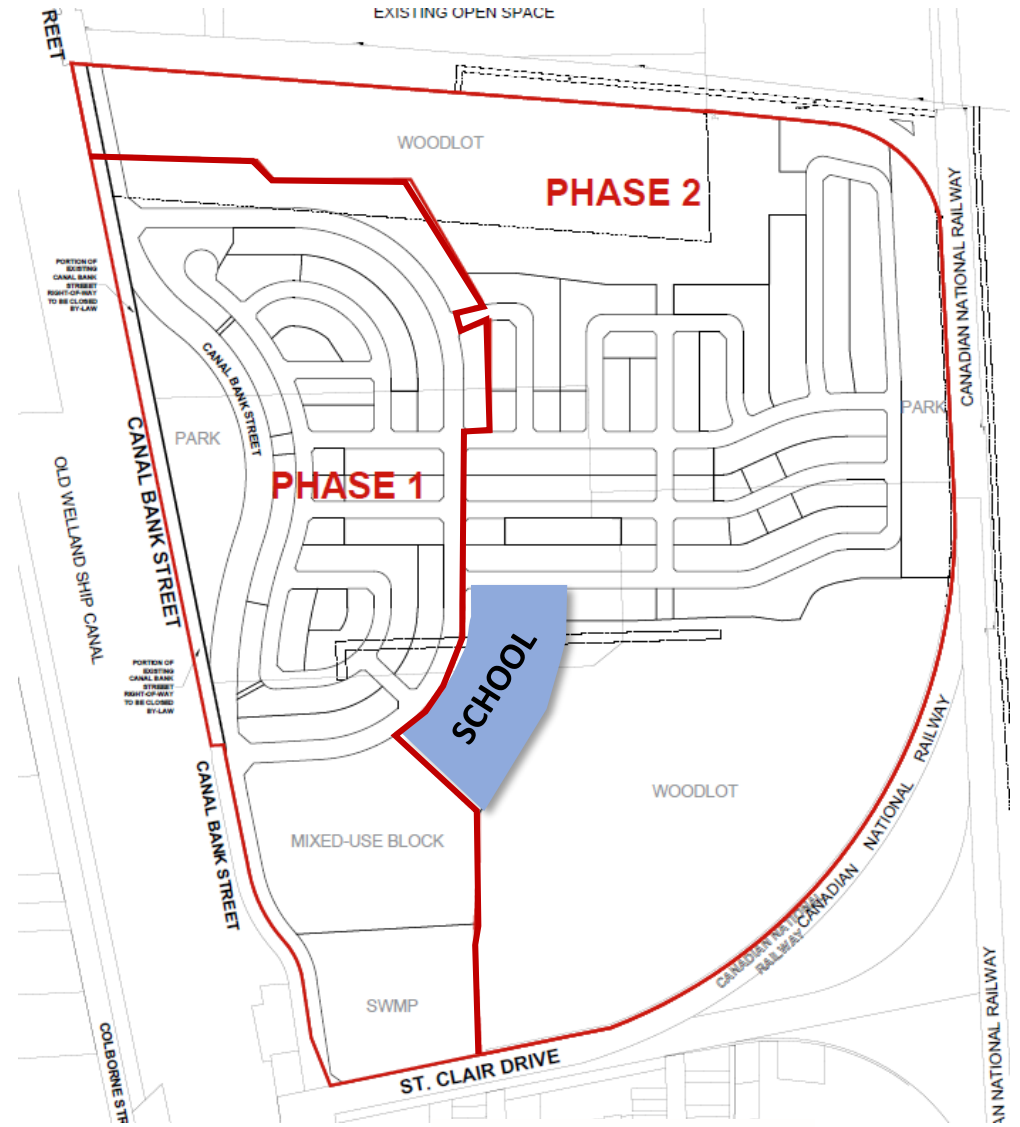 EXISTING OPEN SPACE
REET
WOODLOT
PHASE 2
CANADIAN NATIONAL RAILWAY
PORTION OF
EXISTING
CANAL BANK
STREEET
RIGHT-OF-WAY
TO BE CLOSED
BY-LAW
CANAL BANK STREET
PARK
PARK
CANAL BANK STREET
PHASE 1
OLD WELLAND SHIP CANAL
PORTION OF
EXISTING
CANAL BANK
STREEET
RIGHT-OF-WAY
TO BE CLOSED
BY-LAW
SCHOOL
CANAL BANK STREET
WOODLOT
MIXED-USE BLOCK
CANADIAN NATIONAL RAILWAY
CANADIAN NATIONAL
RAILWAY
SWMP
ST. CLAIR DRIVE
COLBORNE STR
AN NATIONAL RAILWAY